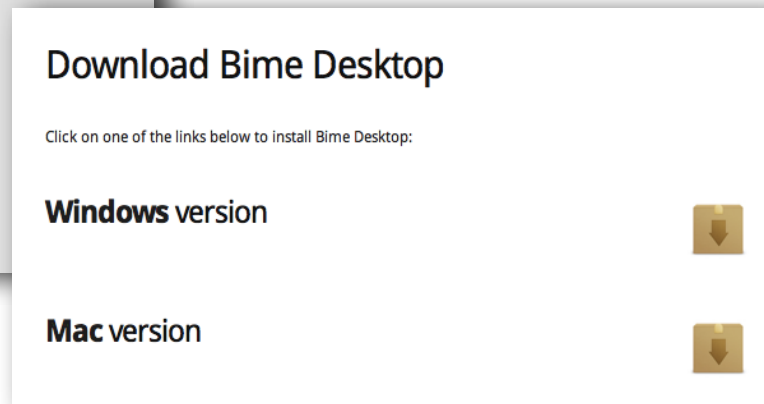 Download Bime Desktop
Click on one of the links below to install Bime Desktop:
Windows version
Mac version